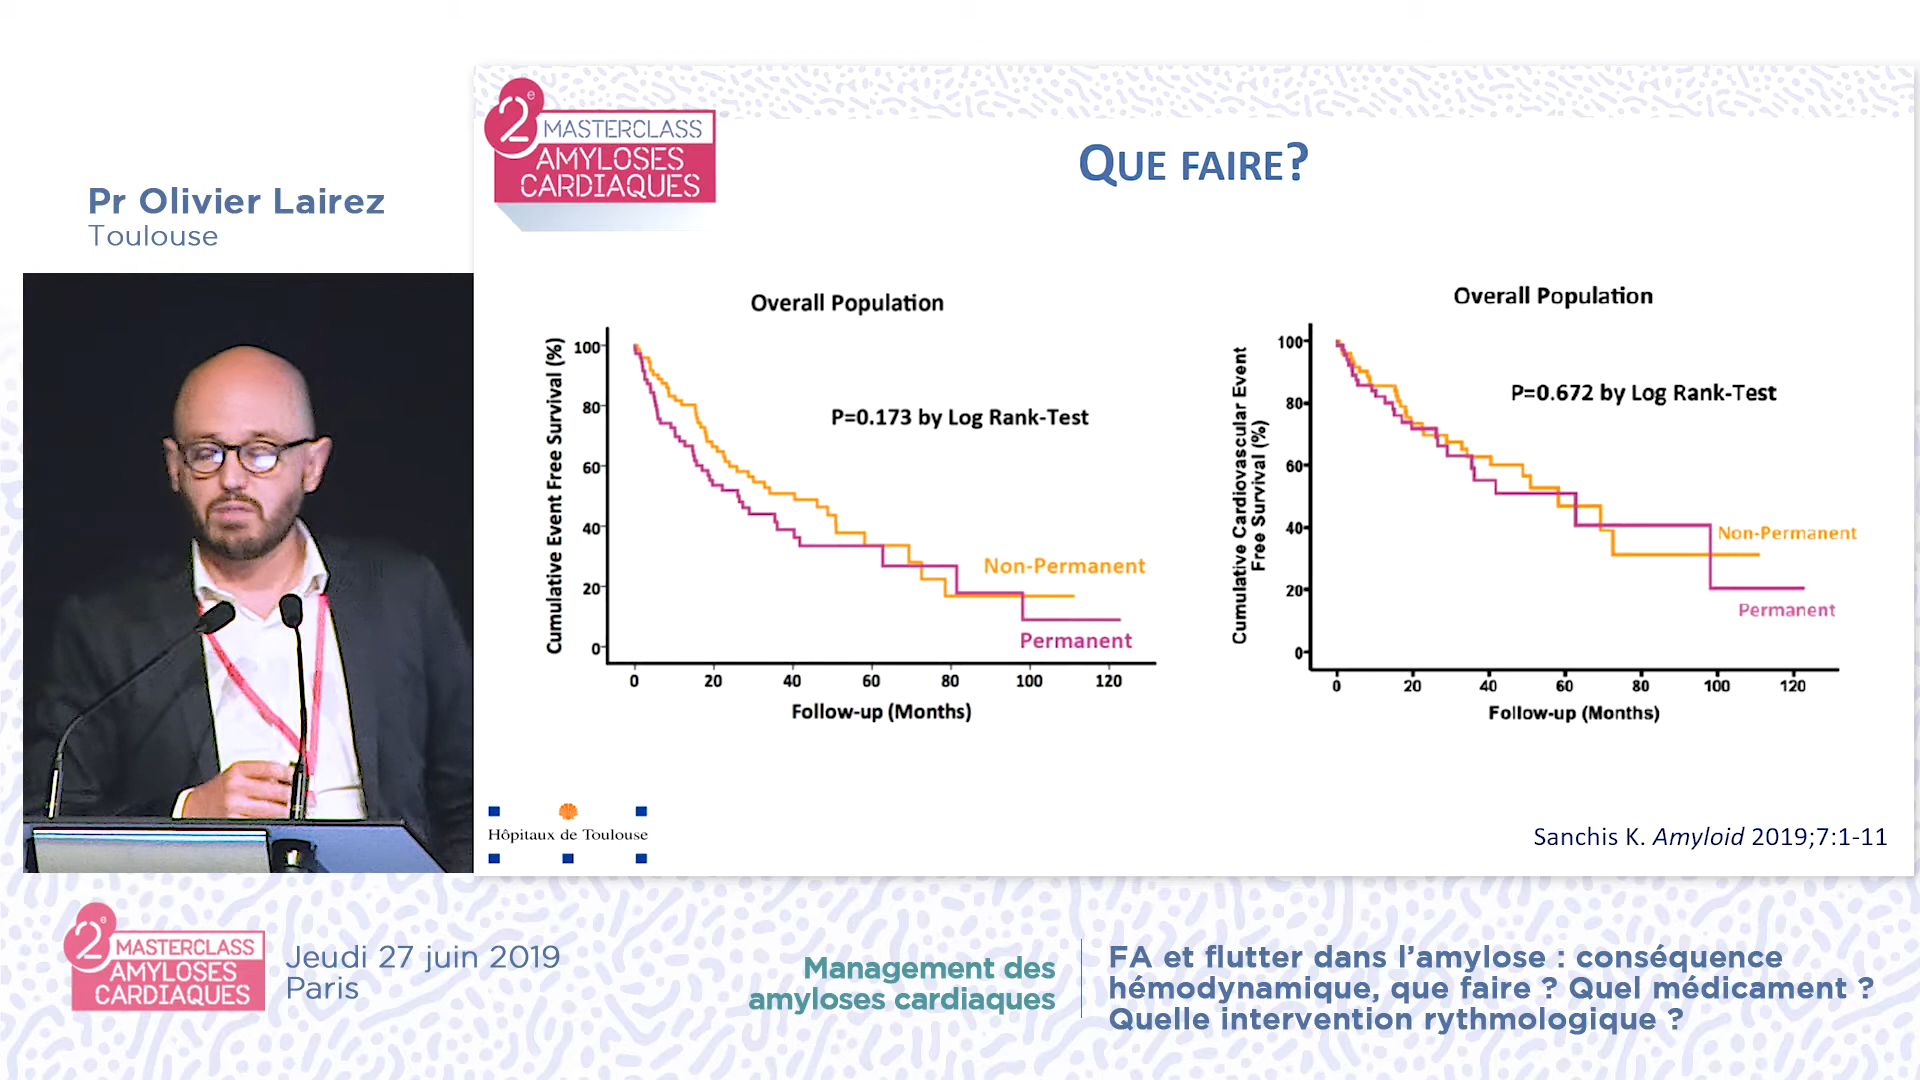 Pr Olivier Lairez
Toulouse
2e
MASTERCLASS
AMYLOSES
CARDIAQUES
QUE FAIRE?
Overall Population
Cumulative Event Free Survival (%)
100
80
60
40
20
0
P=0.173 by Log Rank-Test
Non-Permanent
Permanent
0 20 40 60 80 100 120
Follow-up (Months)
Overall Population
Cumulative Cardiovascular Event
Free Survival (%)
100
80
60
40
20
0
P=0.672 by Log Rank-Test
Non-Permanent
Permanent
0 20 40 60 80 100 120
Follow-up (Months)
Hôpitaux de Toulouse
Sanchis K. Amyloid 2019;7:1-11
2e
MASTERCLASS
AMYLOSES
CARDIAQUES
Jeudi 27 juin 2019
Paris
Management des
amyloses cardiaques
FA et flutter dans l’amylose : conséquence
hémodynamique, que faire ? Quel médicament ?
Quelle intervention rythmologique ?